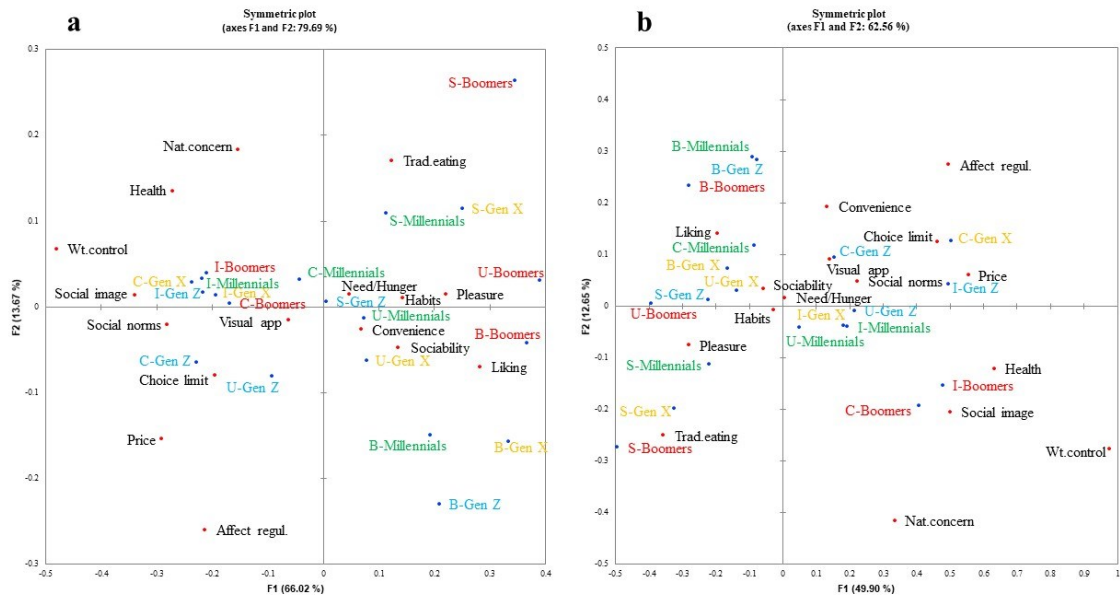 a
Symmetric plot
(axes F1 and F2: 79.69 %)
0.3
0.2
0.1
0
-0.1
-0.2
-0.3
F2 (13.67 %)
S-Boomers
Nat.concern
Trad.eating
Health
S-Gen X
S-Millennials
Wt.control
I-Boomers
C-Millennials
U-Boomers
C-Gen X
I-Millennials
Need/Hunger
Pleasure
Social image
I-Gen Z
I-Gen X
S-Gen Z
Habits
C-Boomers
U-Millennials
Social norms
Visual app
Convenience
B-Boomers
Sociability
C-Gen Z
U-Gen X
Liking
Choice limit
U-Gen Z
Price
B-Millennials
B-Gen X
B-Gen Z
Affect regul.
-0.5 -0.4 -0.3 -0.2 -0.1 0 0.1 0.2 0.3 0.4
F1 (66.02 %)
b
Symmetric plot
(axes F1 and F2: 62.56 %)
0.5
0.4
0.3
0.2
0.1
0
-0.1
-0.2
-0.3
-0.4
-0.5
F2 (12.65 %)
B-Millennials
B-Gen Z
Affect regul.
B-Boomers
Convenience
Liking
Choice limit
C-Gen X
C-Millennials
C-Gen Z
B-Gen X
Visual app
Price
U-Gen X
Sociability
Social norms
S-Gen Z
Need/Hunger
I-Gen Z
U-Boomers
Habits
I-Gen X
U-Gen Z
U-Millennials
I-Millennials
Pleasure
S-Millennials
Health
I-Boomers
S-Gen X
C-Boomers
Social image
Trad.eating
S-Boomers
Wt.control
Nat.concern
-0.5 -0.4 -0.3 -0.2 -0.1 0 0.1 0.2 0.3 0.4 0.5 0.6 0.7 0.8 0.9 1
F1 (49.90 %)